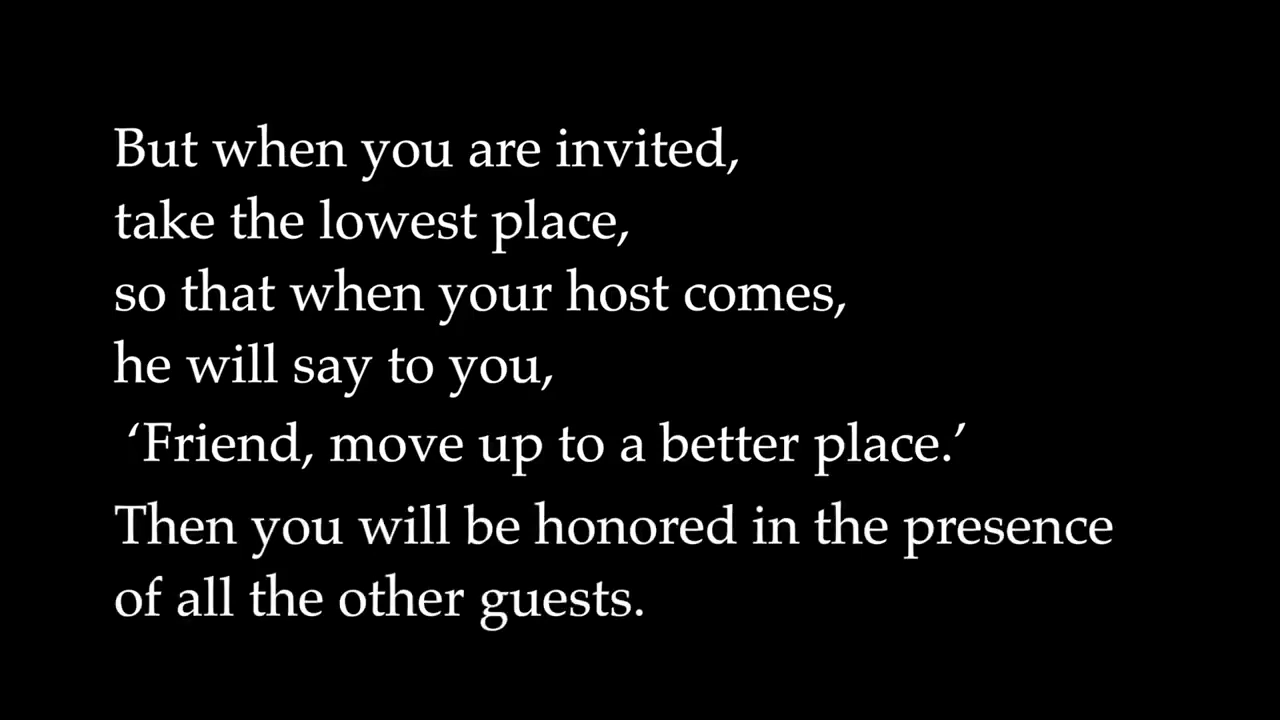 But when you are invited,
take the lowest place,
so that when your host comes,
he will say to you,
‘Friend, move up to a better place.’
Then you will be honored in the presence
of all the other guests.